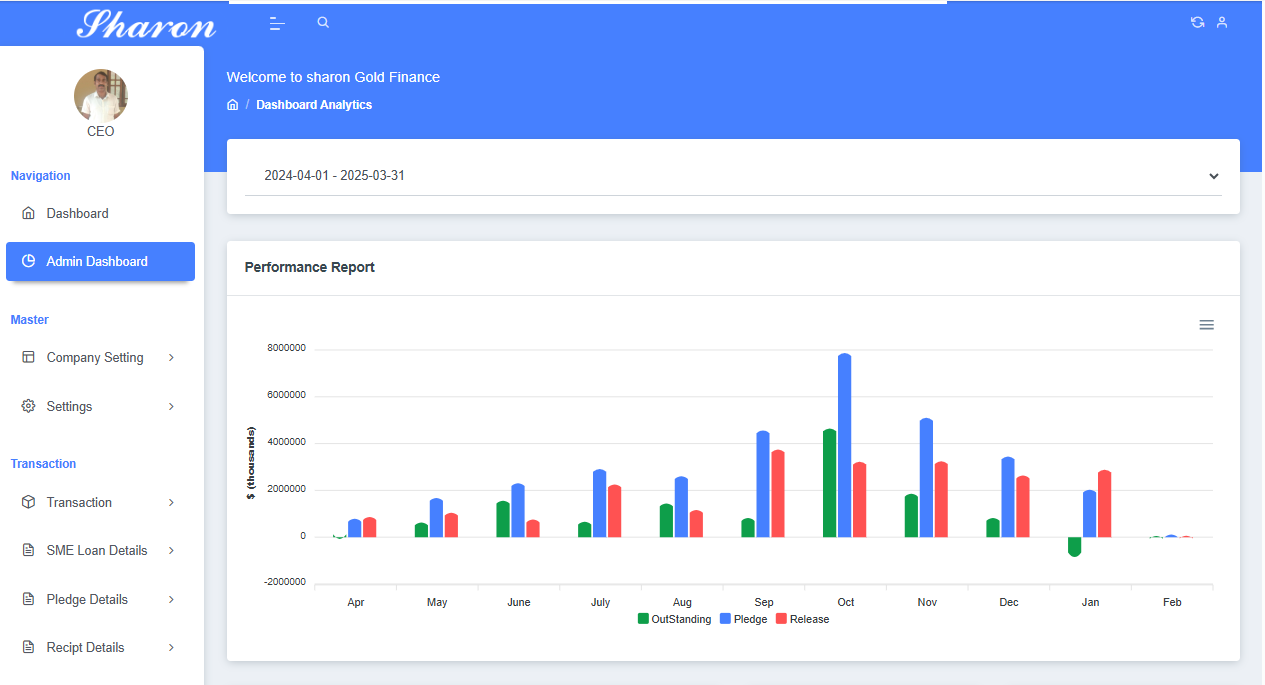 Sharon
CEO
Navigation
Dashboard
Admin Dashboard
Master
Company Setting
Settings
Transaction
Transaction
SME Loan Details
Pledge Details
Recipt Details
Welcome to sharon Gold Finance
/ Dashboard Analytics
2024-04-01 - 2025-03-31
Performance Report
$ (thousands)
8000000
6000000
4000000
2000000
0
-2000000
Apr May June July Aug Sep Oct Nov Dec Jan Feb
OutStanding Pledge Release